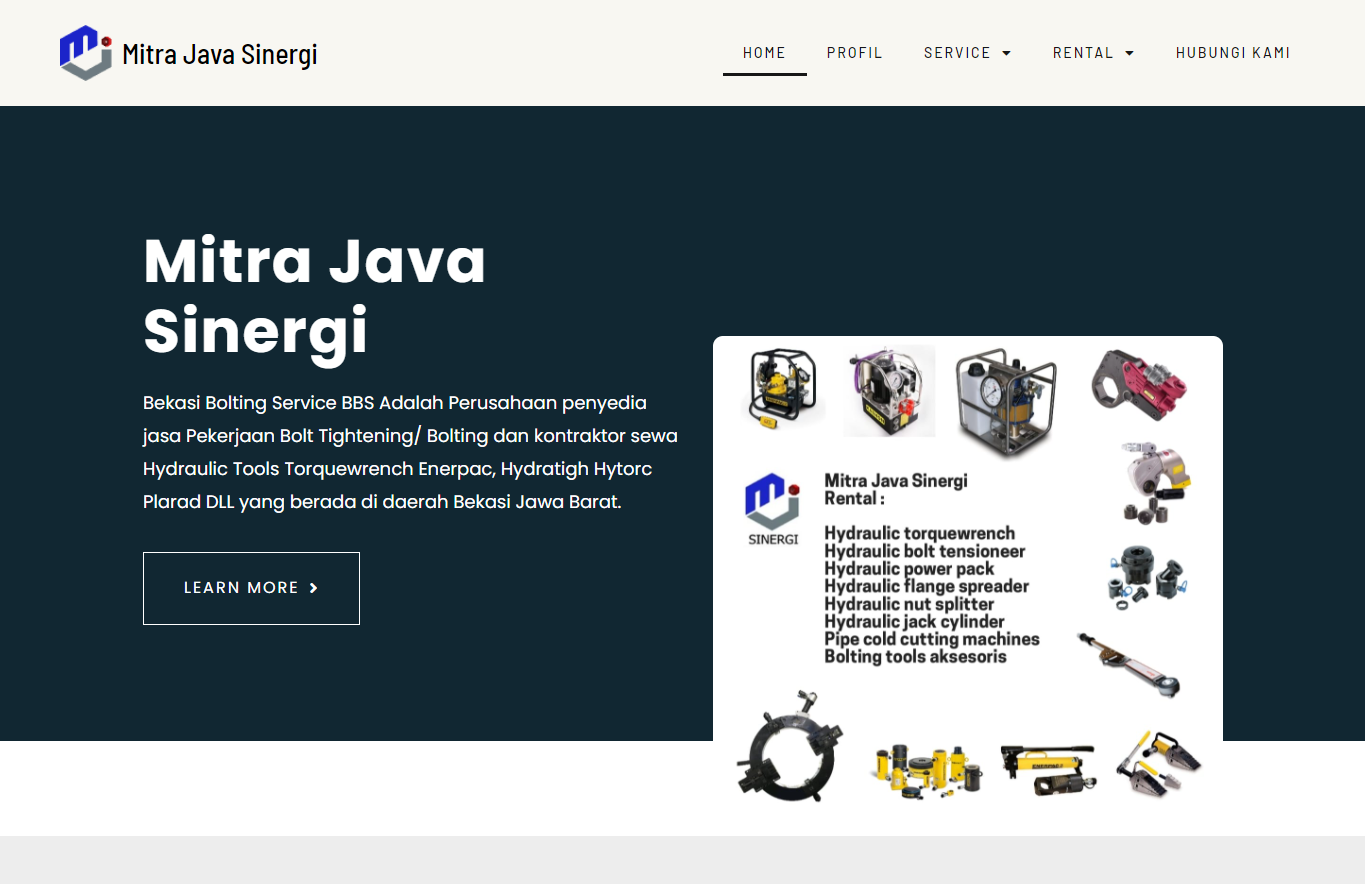 Mitra Java Sinergi
HOME
PROFIL
SERVICE
RENTAL
HUBUNGI KAMI
Mitra Java
Sinergi
Bekasi Bolting Service BBS Adalah Perusahaan penyedia
jasa Pekerjaan Bolt Tightening/ Bolting dan kontraktor sewa
Hydraulic Tools Torquewrench Enerpac, Hydratigh Hytorc
Plarad DLL yang berada di daerah Bekasi Jawa Barat.
LEARN MORE
SINERGI
Mitra Java Sinergi
Rental :
Hydraulic torquewrench
Hydraulic bolt tensioneer
Hydraulic power pack
Hydraulic flange spreader
Hydraulic nut splitter
Hydraulic jack cylinder
Pipe cold cutting machines
Bolting tools aksesoris
ENERPAC